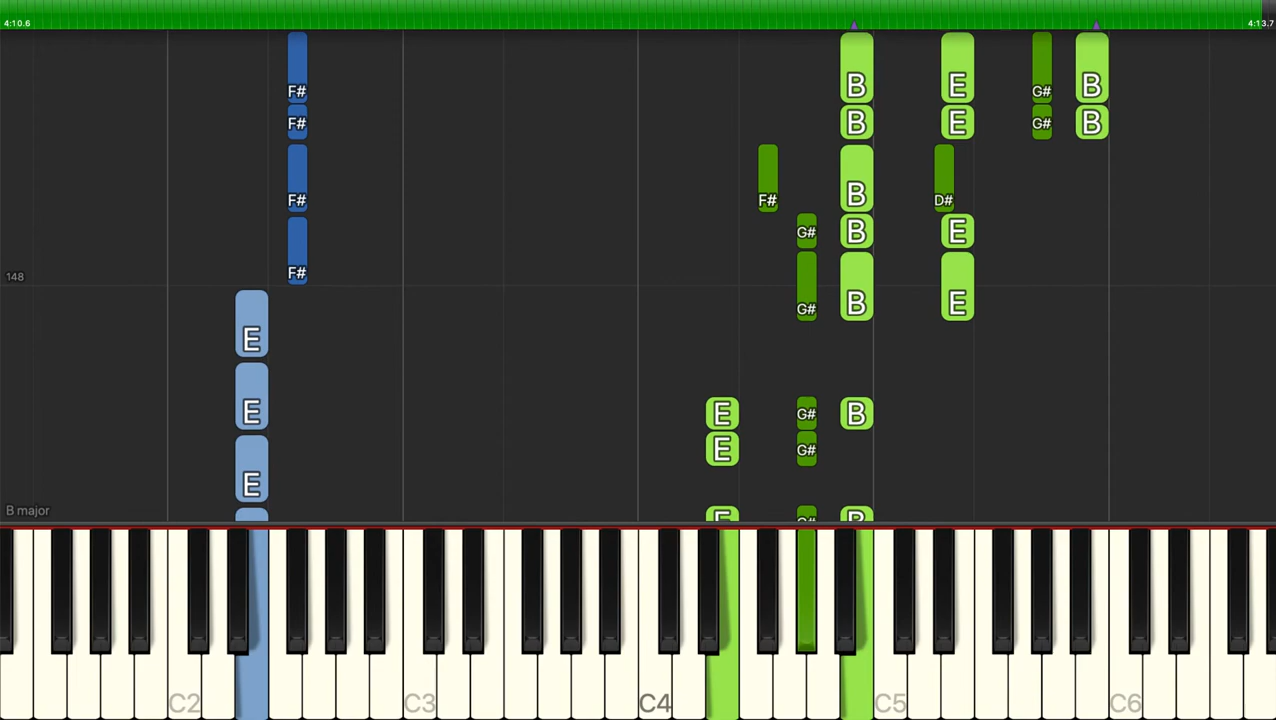 4:10.6 4:13.7
F# B E G# B
F# B E G# B
F# F# B D#
G# B E
F#
148
G# B E
E
E E G# B
E G#
E
B major E G# B
C2 C3 C4 C5 C6